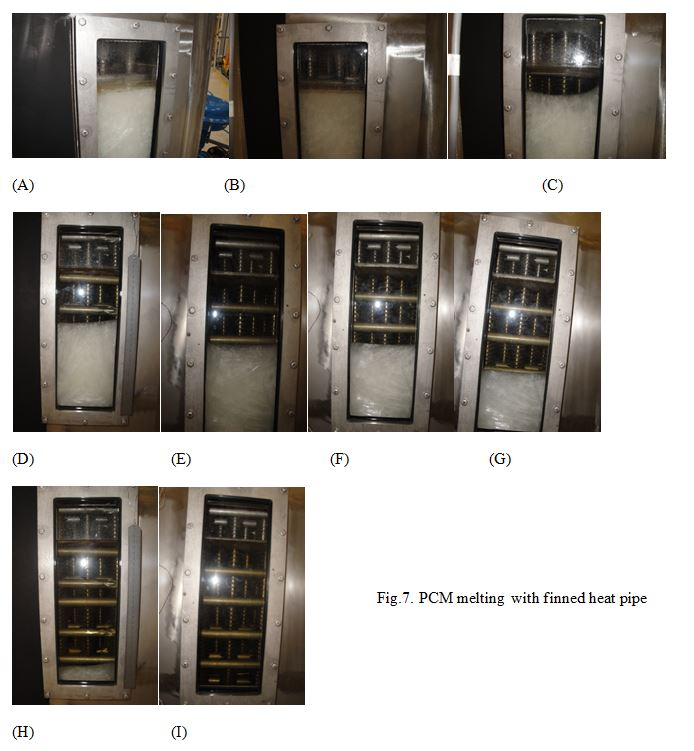 (A) (B) (C)
(D) (E) (F) (G)
Fig.7. PCM melting with finned heat pipe
(H) (I)